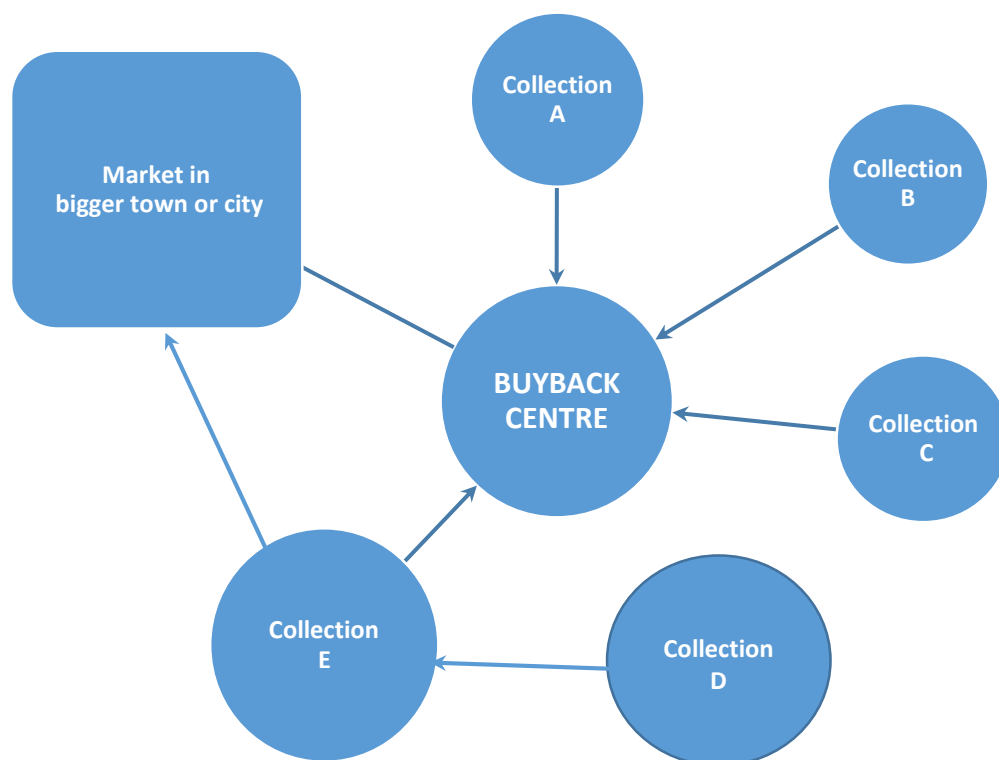 Collection
A
Market in
bigger town or city
Collection
B
BUYBACK
CENTRE
Collection
C
Collection
E
Collection
D